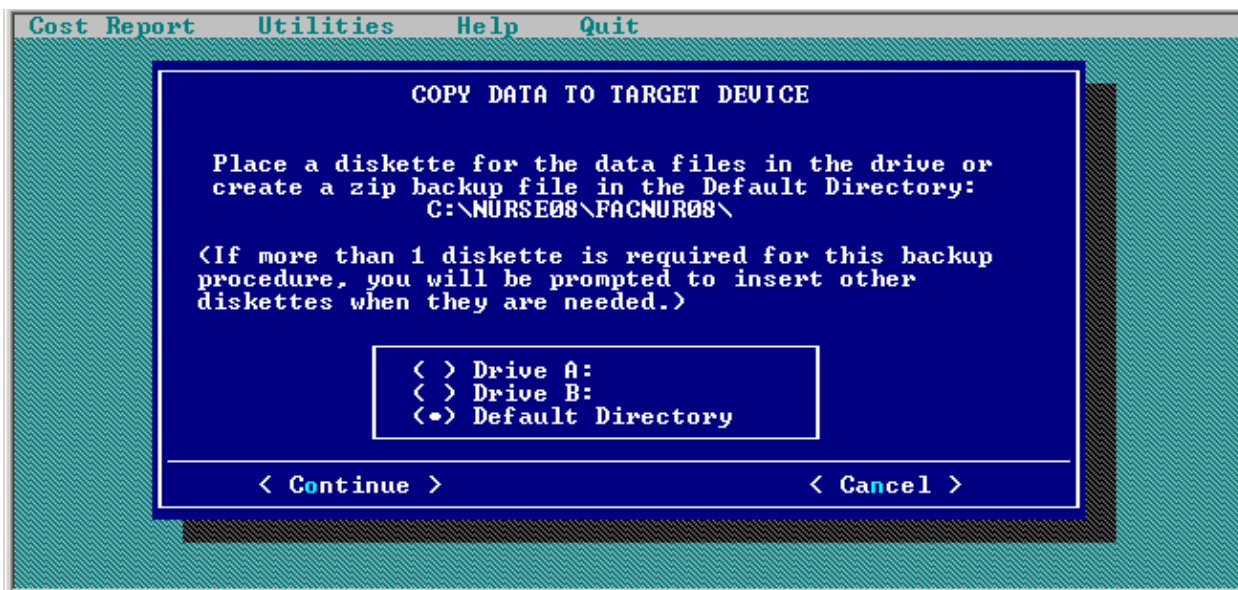 Cost Report Utilities Help Quit
COPY DATA TO TARGET DEVICE
Place a diskette for the data files in the drive or
create a zip backup file in the Default Directory:
C:\NURSE08\FACNUR08\
(If more than 1 diskette is required for this backup
procedure, you will be prompted to insert other
diskettes when they are needed.)
( ) Drive A:
( ) Drive B:
(•) Default Directory
< Continue > < Cancel >